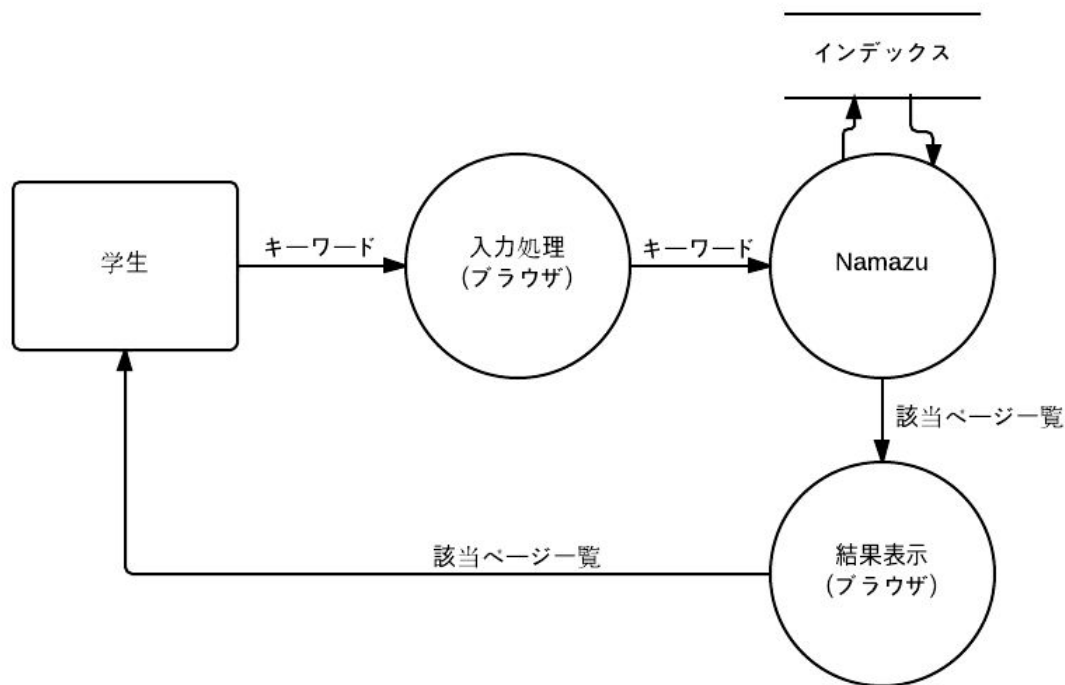 インデックス
学生
キーワード
入力処理
(ブラウザ)
キーワード
Namazu
該当ページ一覧
該当ページ一覧
結果表示
(ブラウザ)